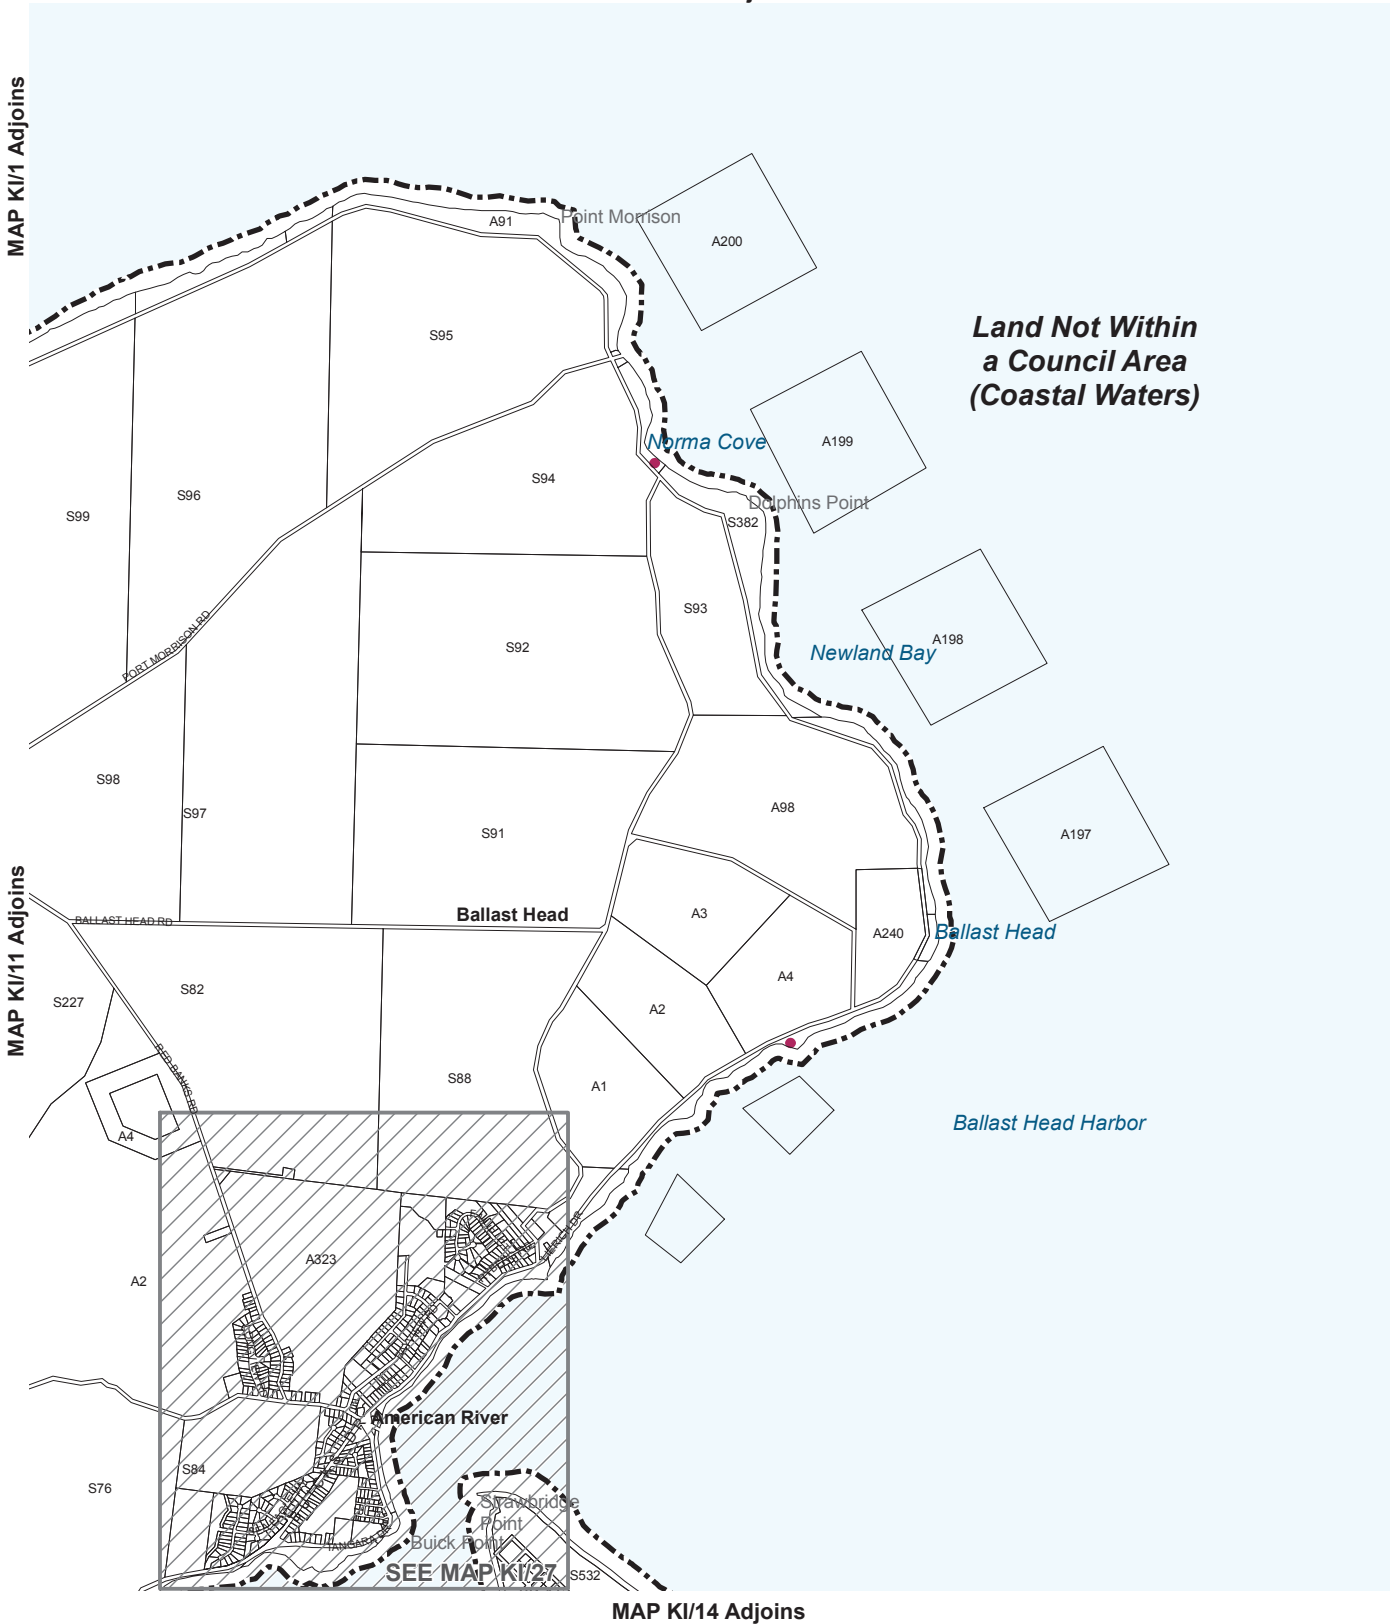 MAP KI/1 Adjoins
Point Morrison
A91
A200
S95
Land Not Within
a Council Area
(Coastal Waters)
Norma Cove
A199
S94
S96
S99
Dolphins Point
S382
S93
A198
PORT MORRISON RD
S92
Newland Bay
S98
S97
A98
S91
A197
MAP KI/11 Adjoins
BALLAST HEAD RD
Ballast Head
A3
A240
Ballast Head
A4
S82
S227
A2
RED BANKS RD
S88
A1
Ballast Head Harbor
A4
A323
A2
American River
S84
S76
Strawbridge
Point
TANGARA
Buick Point
SEE MAP KI/27
S532
MAP KI/14 Adjoins